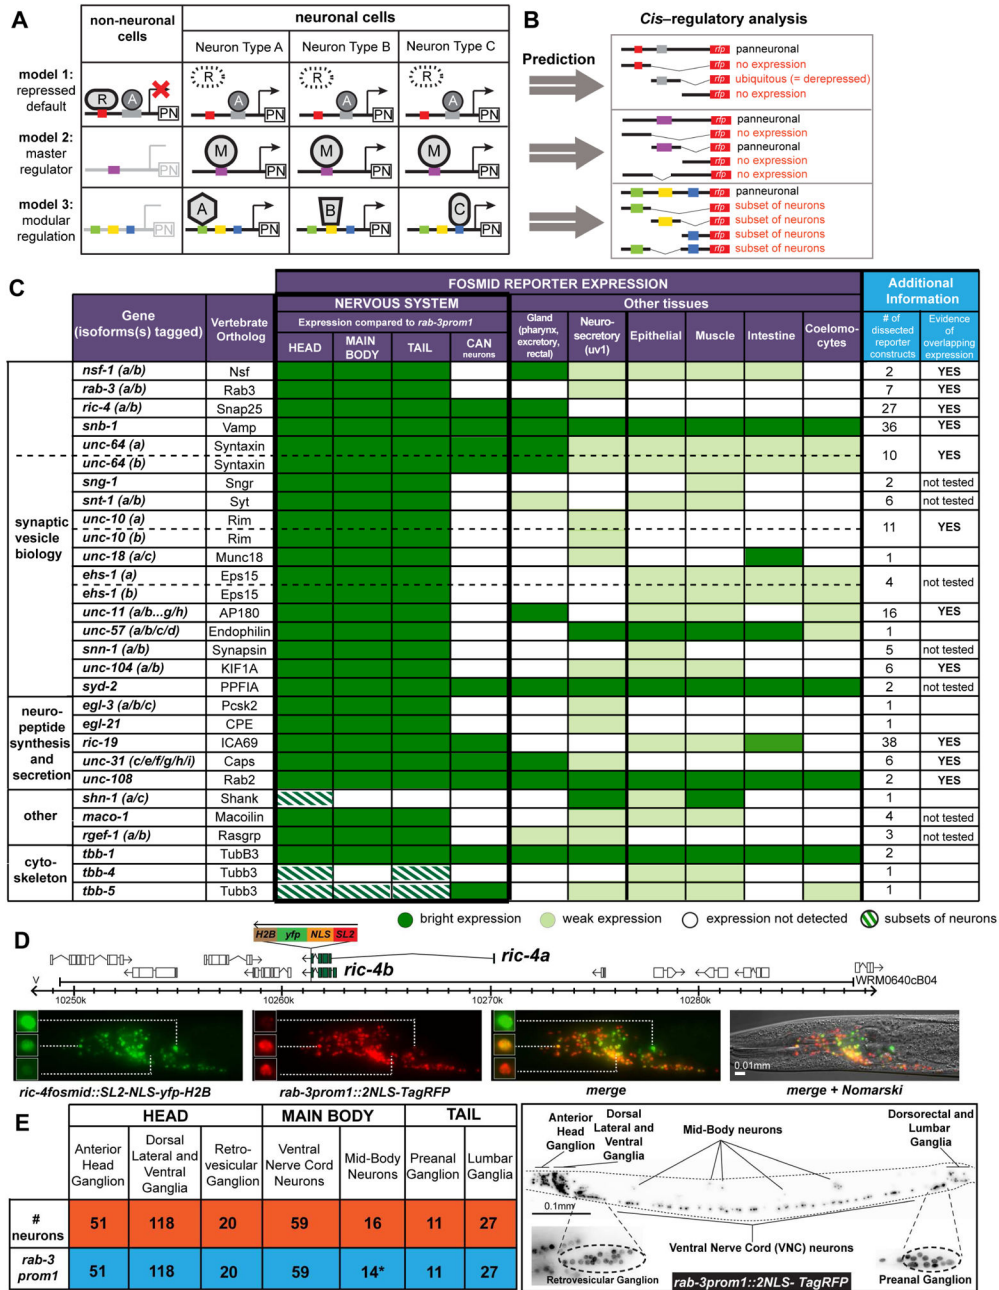 A
non-neuronal cells
neuronal cells
Neuron Type A
Neuron Type B
Neuron Type C
model 1: repressed default
R
A
PN
R
A
PN
R
A
PN
R
A
PN
model 2: master regulator
PN
M
PN
M
PN
M
PN
model 3: modular regulation
PN
A
PN
B
PN
C
PN
B
Cis–regulatory analysis
Prediction
rfp panneuronal
rfp no expression
rfp ubiquitous (= derepressed)
rfp no expression
rfp panneuronal
rfp no expression
rfp panneuronal
rfp no expression
rfp no expression
rfp panneuronal
rfp subset of neurons
rfp subset of neurons
rfp subset of neurons
rfp subset of neurons
C
FOSMID REPORTER EXPRESSION
Additional Information
Gene (isoforms(s) tagged)
Vertebrate Ortholog
NERVOUS SYSTEM
Expression compared to rab-3prom1
HEAD
MAIN BODY
TAIL
CAN neurons
Other tissues
Gland (pharynx, excretory, rectal)
Neuro-secretory (uv1)
Epithelial
Muscle
Intestine
Coelomo-cytes
# of dissected reporter constructs
Evidence of overlapping expression
synaptic vesicle biology
nsf-1 (a/b) Nsf 2 YES
rab-3 (a/b) Rab3 7 YES
ric-4 (a/b) Snap25 27 YES
snb-1 Vamp 36 YES
unc-64 (a) Syntaxin
unc-64 (b) Syntaxin
10 YES
sng-1 Sngr 2 not tested
snt-1 (a/b) Syt 6 not tested
unc-10 (a) Rim
unc-10 (b) Rim
11 YES
unc-18 (a/c) Munc18 1
ehs-1 (a) Eps15
ehs-1 (b) Eps15
4 not tested
unc-11 (a/b...g/h) AP180 16 YES
unc-57 (a/b/c/d) Endophilin 1
snn-1 (a/b) Synapsin 5 not tested
unc-104 (a/b) KIF1A 6 YES
syd-2 PPFIA 2 not tested
neuro-peptide synthesis and secretion
egl-3 (a/b/c) Pcsk2 1
egl-21 CPE 1
ric-19 ICA69 38 YES
unc-31 (c/e/f/g/h/i) Caps 6 YES
unc-108 Rab2 2 YES
other
shn-1 (a/c) Shank 1
maco-1 Macoilin 4 not tested
rgef-1 (a/b) Rasgrp 3 not tested
cyto-skeleton
tbb-1 TubB3 2
tbb-4 Tubb3 1
tbb-5 Tubb3 1
bright expression
weak expression
expression not detected
subsets of neurons
D
H2B yfp NLS SL2
ric-4a
ric-4b
V
WRM0640cB04
10250k 10260k 10270k 10280k
0.01mm
ric-4fosmid::SL2-NLS-yfp-H2B
rab-3prom1::2NLS-TagRFP
merge
merge + Nomarski
E
HEAD
MAIN BODY
TAIL
Anterior Head Ganglion
Dorsal Lateral and Ventral Ganglia
Retro-vesicular Ganglion
Ventral Nerve Cord Neurons
Mid-Body Neurons
Preanal Ganglion
Lumbar Ganglia
# neurons 51 118 20 59 16 11 27
rab-3 prom1 51 118 20 59 14* 11 27
Anterior Head Ganglion
Dorsal Lateral and Ventral Ganglia
Mid-Body neurons
Dorsorectal and Lumbar Ganglia
0.1mm
Ventral Nerve Cord (VNC) neurons
Retrovesicular Ganglion
rab-3prom1::2NLS- TagRFP
Preanal Ganglion